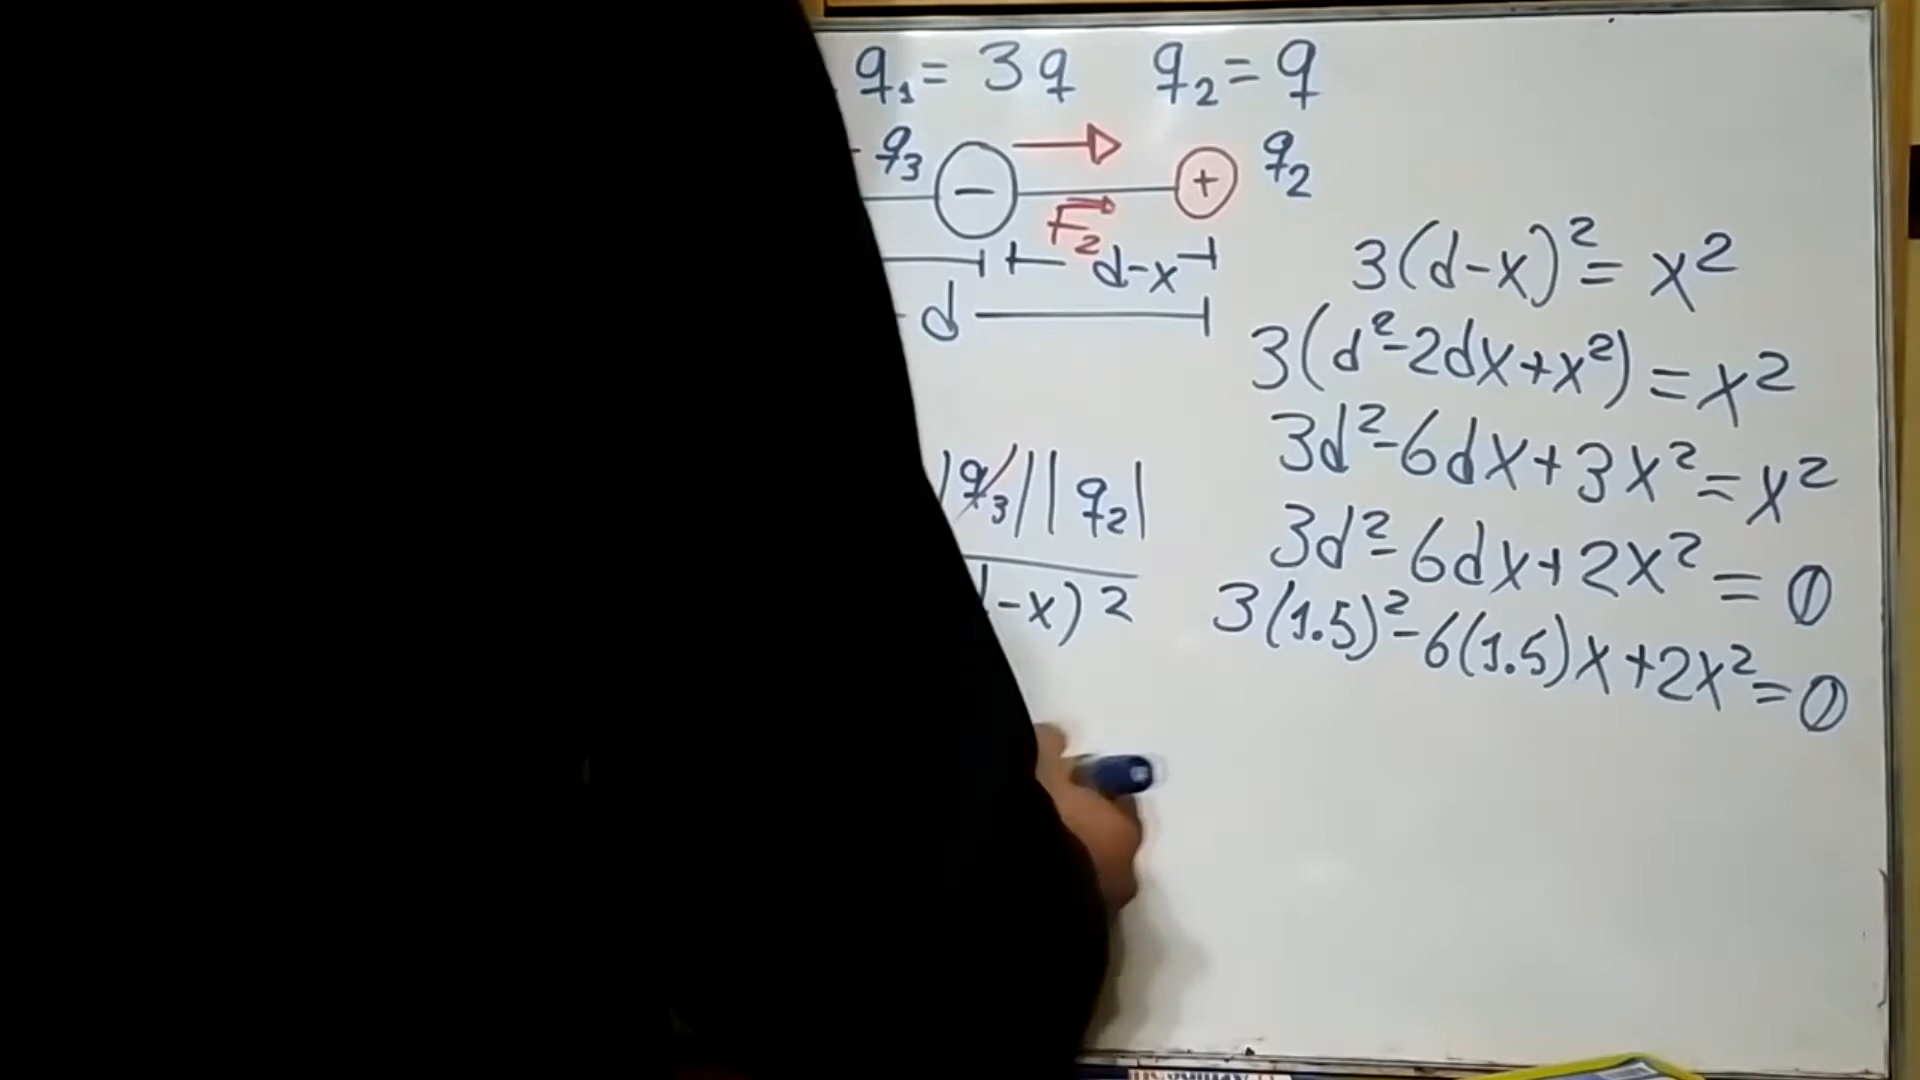 q₁ = 3q q₂ = q
q₃ − + q₂
F₂
d-x
d
|q₃| |q₂|
-x)²
3(d-x)² = x²
3(d²-2dx+x²) = x²
3d²-6dx+3x² = x²
3d²-6dx+2x² = 0
3(1.5)²-6(1.5)x+2x² = 0